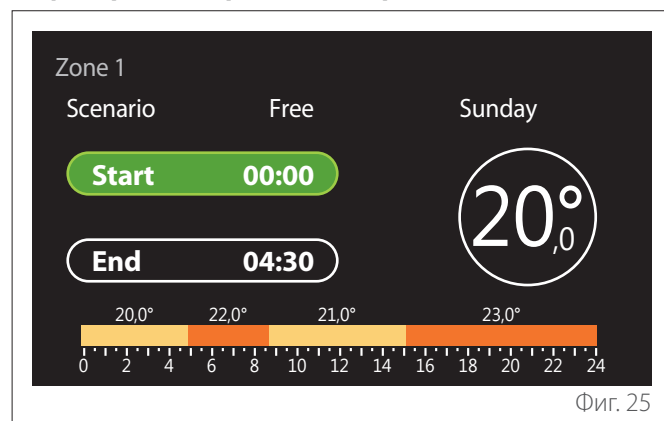 Zone 1
Scenario Free Sunday
Start 00:00
20,0°
End 04:30
20,0° 22,0° 21,0° 23,0°
0 2 4 6 8 10 12 14 16 18 20 22 24
Фиг. 25